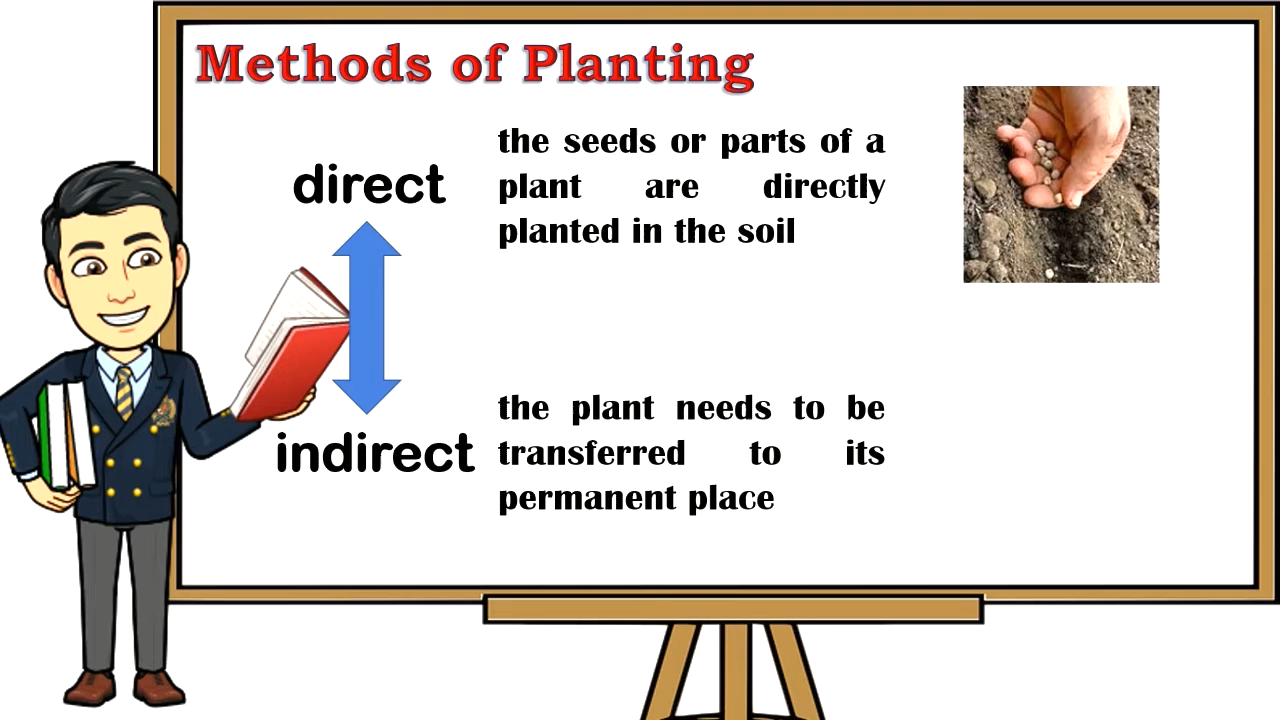 Methods of Planting
direct
the seeds or parts of a
plant are directly
planted in the soil
indirect
the plant needs to be
transferred to its
permanent place